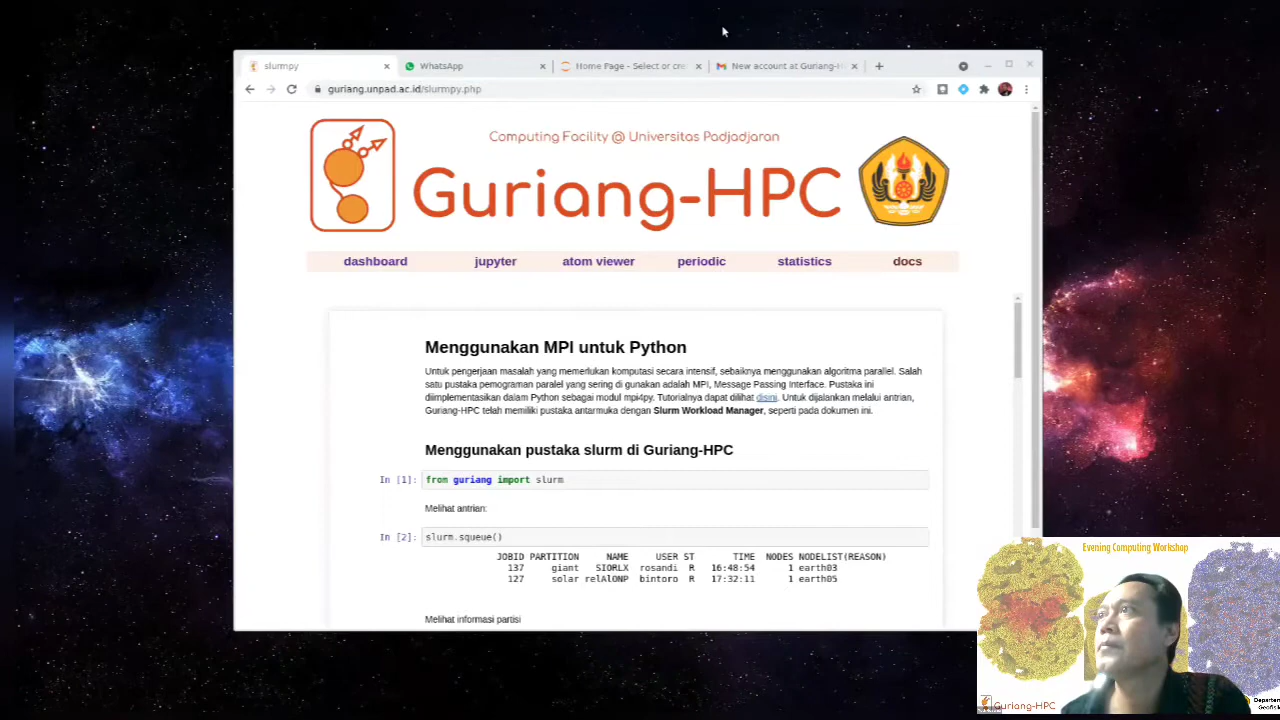 slurmpy
WhatsApp
Home Page - Select or cre
New account at Guriang-H
guriang.unpad.ac.id/slurmpy.php
Computing Facility @ Universitas Padjadjaran
Guriang-HPC
dashboard jupyter atom viewer periodic statistics docs
Menggunakan MPI untuk Python
Untuk pengerjaan masalah yang memerlukan komputasi secara intensif, sebaiknya menggunakan algoritma parallel. Salah
satu pustaka pemograman paralel yang sering di gunakan adalah MPI, Message Passing Interface. Pustaka ini
diimplementasikan dalam Python sebagai modul mpi4py. Tutorialnya dapat dilihat disini. Untuk dijalankan melalui antrian,
Guriang-HPC telah memiliki pustaka antarmuka dengan Slurm Workload Manager, seperti pada dokumen ini.
Menggunakan pustaka slurm di Guriang-HPC
In [1]: from guriang import slurm
Melihat antrian:
In [2]: slurm.squeue()
JOBID PARTITION NAME USER ST TIME NODES NODELIST(REASON)
137 giant SIORLX rosandi R 16:48:54 1 earth03
127 solar relAlONP bintoro R 17:32:11 1 earth05
Melihat informasi partisi
Evening Computing Workshop
Guriang-HPC
Departen
Geofisik